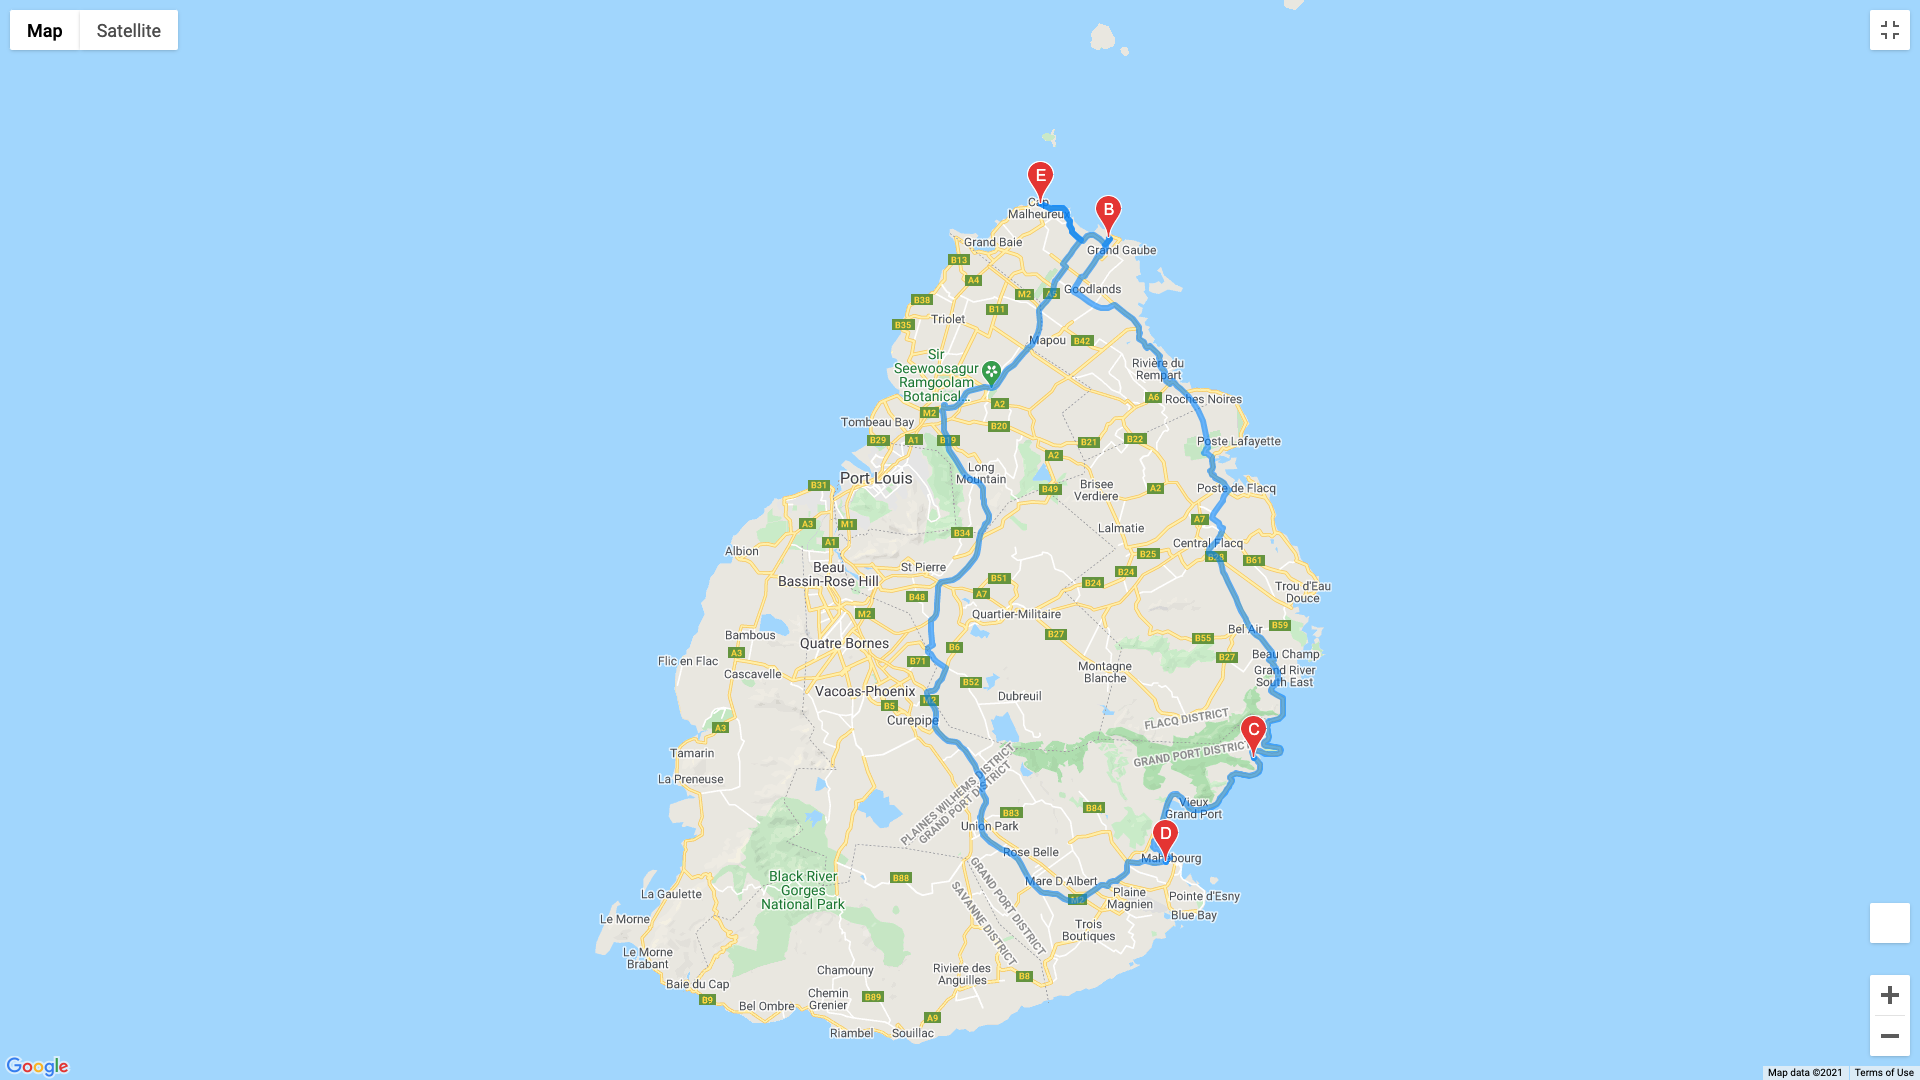 Map
Satellite
E
Cap
Malheureux
B
Grand Baie
Grand Gaube
B13
A4
M2
A5
Goodlands
B38
B11
Triolet
B35
Mapou
B42
Sir
Seewoosagur
Ramgoolam
Botanical...
Rivière du
Rempart
A6
Roches Noires
A2
M2
Tombeau Bay
B20
B29
A1
B19
B21
B22
Poste Lafayette
A2
Long
Mountain
Port Louis
B31
B49
Brisee
Verdiere
A2
Poste de Flacq
A3
M1
A7
Lalmatie
B34
A1
Central Flacq
Albion
B25
B28
B61
Beau
Bassin-Rose Hill
St Pierre
B24
B51
B24
Trou d'Eau
Douce
A7
B48
M2
Quartier-Militaire
B59
Bel Air
Bambous
B27
B55
Quatre Bornes
B6
A3
Beau Champ
Flic en Flac
B71
B27
Cascavelle
Montagne
Blanche
Grand River
South East
B52
Vacoas-Phoenix
Dubreuil
M2
B5
Curepipe
FLACQ DISTRICT
A3
C
Tamarin
GRAND PORT DISTRICT
La Preneuse
PLAINES WILHEMS DISTRICT
GRAND PORT DISTRICT
Vieux
Grand Port
B83
B84
Union Park
D
Rose Belle
Mahebourg
Black River
Gorges
National Park
B88
GRAND PORT DISTRICT
SAVANNE DISTRICT
Mare D Albert
La Gaulette
M2
Plaine
Magnien
Pointe d'Esny
Le Morne
Blue Bay
Trois
Boutiques
Le Morne
Brabant
Chamouny
Riviere des
Anguilles
B8
Baie du Cap
B9
Chemin
Grenier
B89
Bel Ombre
A9
Riambel
Souillac
Google
Map data ©2021
Terms of Use